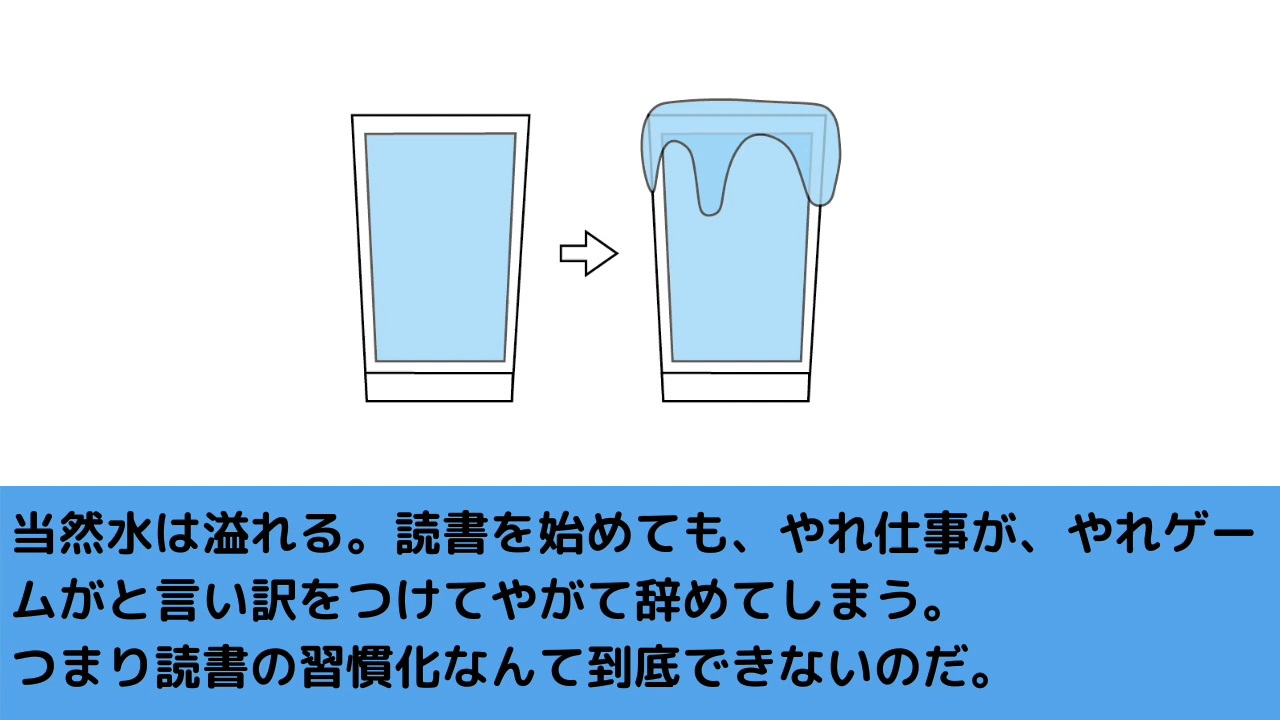 当然水は溢れる。読書を始めても、やれ仕事が、やれゲー
ムがと言い訳をつけてやがて辞めてしまう。
つまり読書の習慣化なんて到底できないのだ。